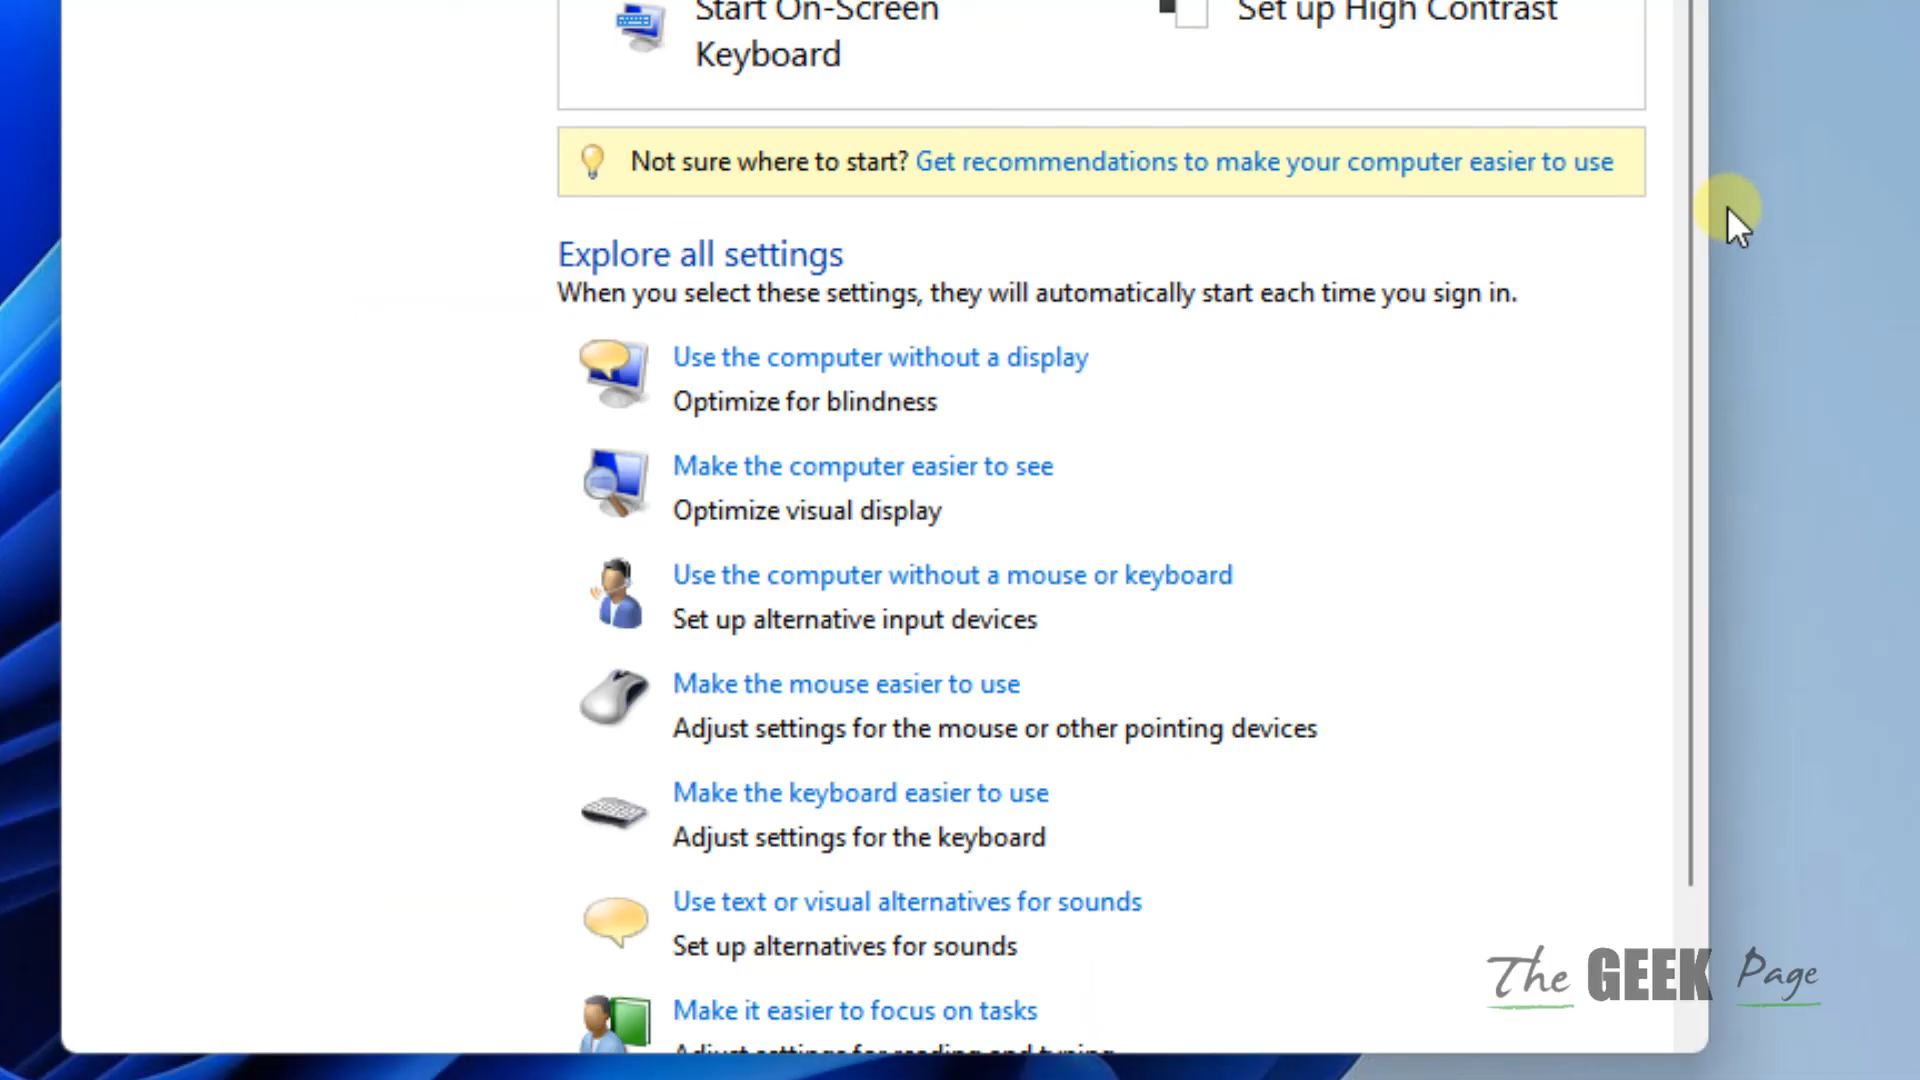 Start On-Screen
Keyboard
Set up High Contrast
Not sure where to start? Get recommendations to make your computer easier to use
Explore all settings
When you select these settings, they will automatically start each time you sign in.
Use the computer without a display
Optimize for blindness
Make the computer easier to see
Optimize visual display
Use the computer without a mouse or keyboard
Set up alternative input devices
Make the mouse easier to use
Adjust settings for the mouse or other pointing devices
Make the keyboard easier to use
Adjust settings for the keyboard
Use text or visual alternatives for sounds
Set up alternatives for sounds
Make it easier to focus on tasks
Adjust settings for reading and typing
The GEEK Page